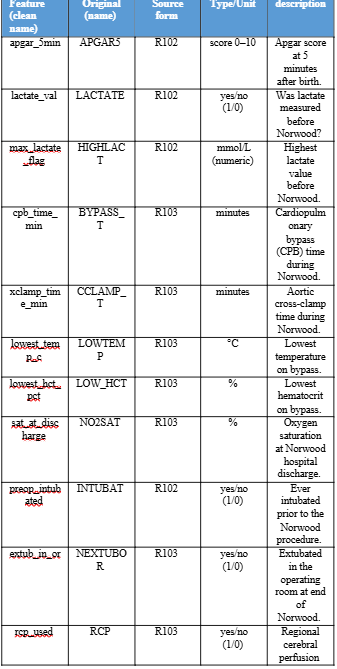 Feature (clean name) Original (name) Source form Type/Unit description
apgar_5min APGAR5 R102 score 0–10 Apgar score at 5 minutes after birth.
lactate_val LACTATE R102 yes/no (1/0) Was lactate measured before Norwood?
max_lactate_flag HIGHLACT R102 mmol/L (numeric) Highest lactate value before Norwood.
cpb_time_min BYPASS_T R103 minutes Cardiopulmonary bypass (CPB) time during Norwood.
xclamp_time_min CCLAMP_T R103 minutes Aortic cross-clamp time during Norwood.
lowest_temp_c LOWTEMP R103 °C Lowest temperature on bypass.
lowest_hct_pct LOW_HCT R103 % Lowest hematocrit on bypass.
sat_at_discharge NO2SAT R103 % Oxygen saturation at Norwood hospital discharge.
preop_intubated INTUBAT R102 yes/no (1/0) Ever intubated prior to the Norwood procedure.
extub_in_or NEXTUBOR R103 yes/no (1/0) Extubated in the operating room at end of Norwood.
rcp_used RCP R103 yes/no (1/0) Regional cerebral perfusion